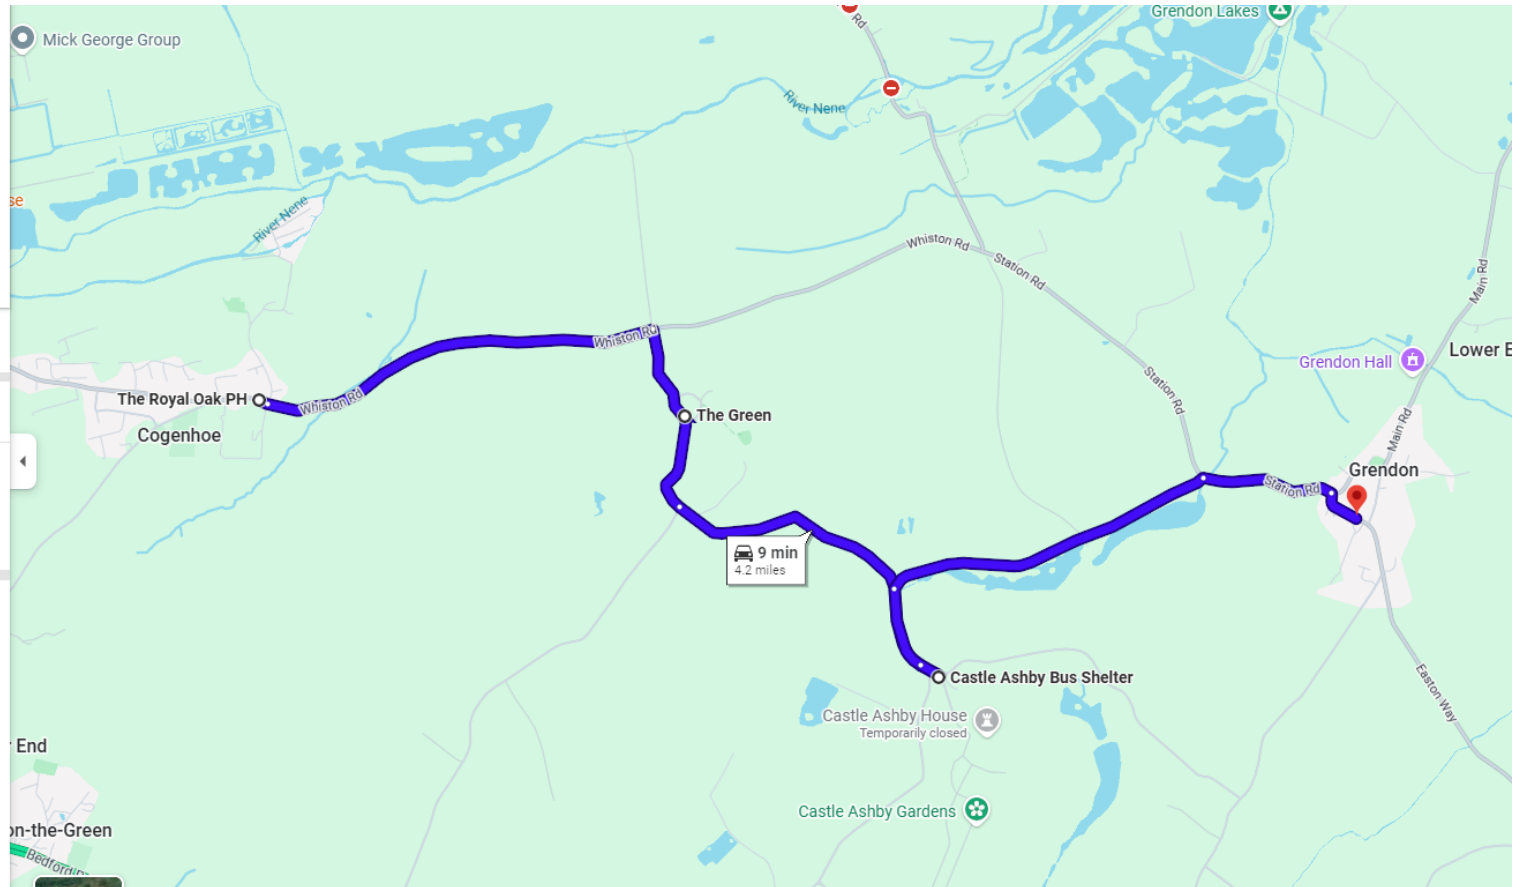 Grendon Lakes
Rd
Mick George Group
River Nene
se
River Nene
Whiston Rd
Station Rd
Main Rd
Whiston Rd
Lower E
Grendon Hall
Station Rd
The Royal Oak PH
Whiston Rd
The Green
Main Rd
Cogenhoe
Grendon
Station Rd
9 min
4.2 miles
Castle Ashby Bus Shelter
Easton Way
Castle Ashby House
Temporarily closed
r End
Castle Ashby Gardens
on-the-Green
Bedford